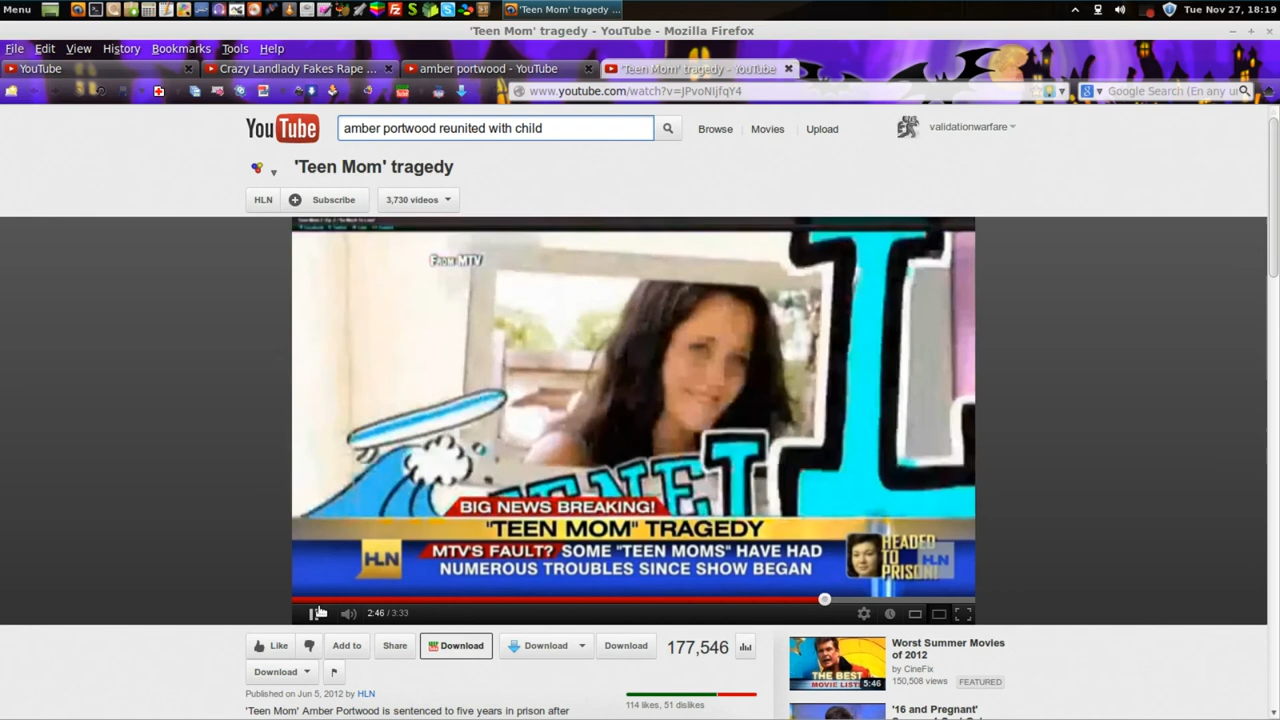 Menu
'Teen Mom' tragedy ...
Tue Nov 27, 18:19
'Teen Mom' tragedy - YouTube - Mozilla Firefox
File Edit View History Bookmarks Tools Help
YouTube
Crazy Landlady Fakes Rape ...
amber portwood - YouTube
'Teen Mom' tragedy - YouTube
www.youtube.com/watch?v=JPvoNIjfqY4
Google Search (En any ur
YouTube
amber portwood reunited with child
Browse Movies Upload
validationwarfare
'Teen Mom' tragedy
HLN Subscribe 3,730 videos
FROM MTV
BIG NEWS BREAKING!
"TEEN MOM" TRAGEDY
MTV'S FAULT? SOME "TEEN MOMS" HAVE HAD
NUMEROUS TROUBLES SINCE SHOW BEGAN
HLN
HEADED
TO
PRISON!
HLN
2:46 / 3:33
Like Add to Share Download Download Download 177,546
Download
Published on Jun 5, 2012 by HLN
114 likes, 51 dislikes
'Teen Mom' Amber Portwood is sentenced to five years in prison after
THE BEST
5:46
Worst Summer Movies
of 2012
by CineFix
150,508 views FEATURED
'16 and Pregnant'